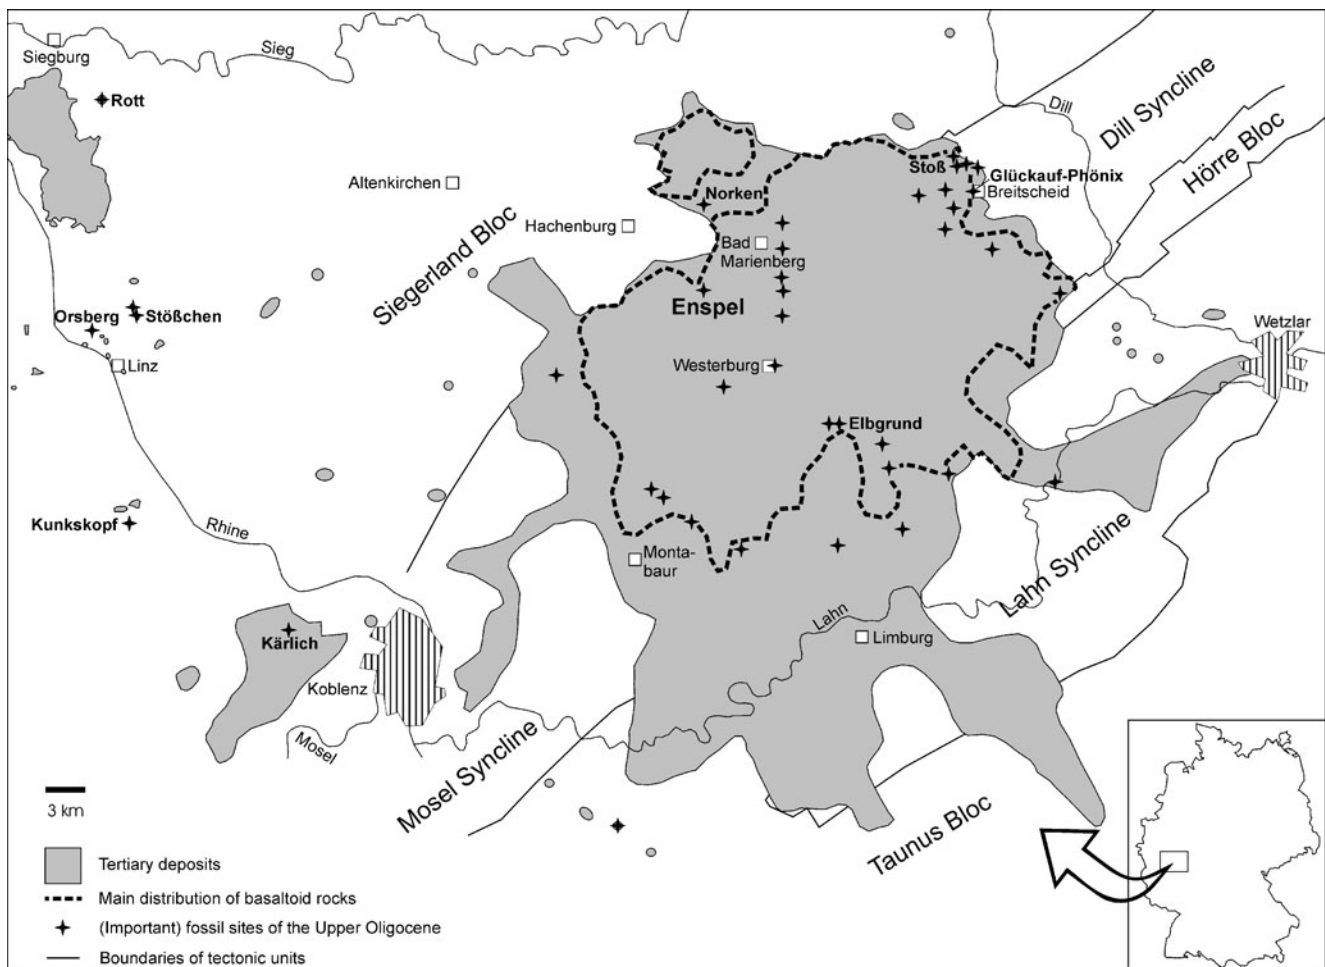 Siegburg
Sieg
Rott
Dill
Dill Syncline
Hörre Bloc
Altenkirchen
Norken
Stoß
Glückauf-Phönix
Breitscheid
Hachenburg
Siegerland Bloc
Bad
Marienberg
Enspel
Orsberg
Stößchen
Linz
Wetzlar
Westerburg
Elbgrund
Kunkskopf
Rhine
Monta-
baur
Lahn Syncline
Lahn
Limburg
Kärlich
Koblenz
Mosel
Mosel Syncline
Taunus Bloc
3 km
Tertiary deposits
Main distribution of basaltoid rocks
(Important) fossil sites of the Upper Oligocene
Boundaries of tectonic units